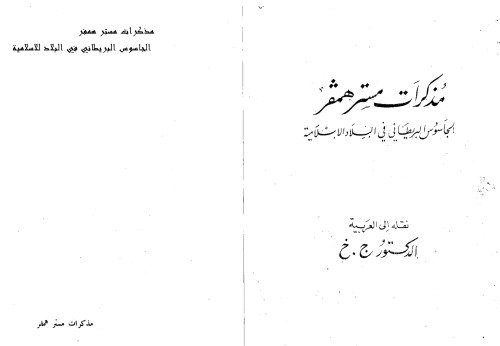 مذكرات مستر همفر
الجاسوس البريطاني في البلاد الاسلامية
نقله إلى العربية
الدكتور ج . خ
مذكرات مستر همفر
الجاسوس البريطاني في البلاد الاسلامية
مذكرات مستر همفر